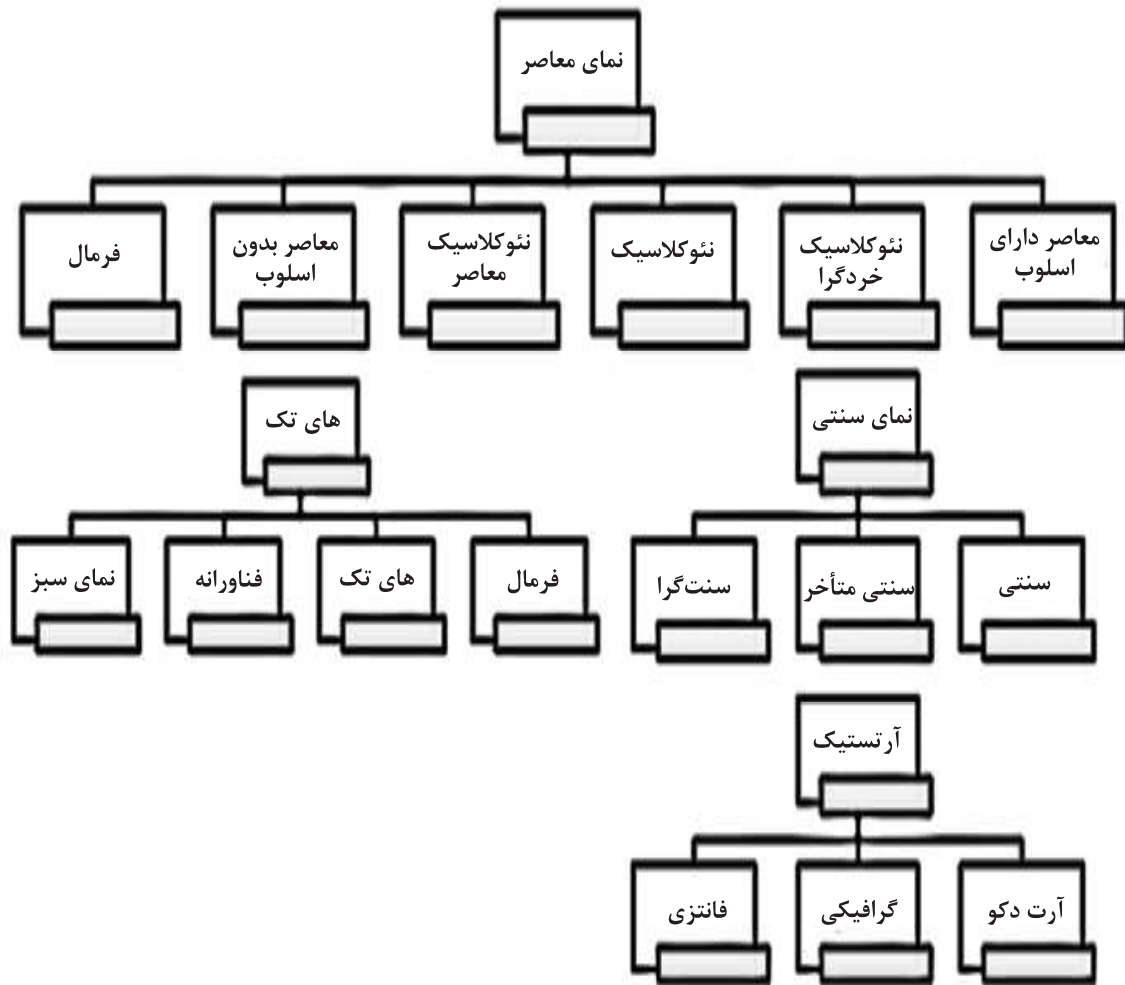 نمای معاصر
معاصر دارای
اسلوب
نئوکلاسیک
خردگرا
نئوکلاسیک
نئوکلاسیک
معاصر
معاصر بدون
اسلوب
فرمال
نمای سنتی
سنتی
سنتی متأخر
سنت‌گرا
های تک
فرمال
های تک
فناورانه
نمای سبز
آرتستیک
آرت دکو
گرافیکی
فانتزی